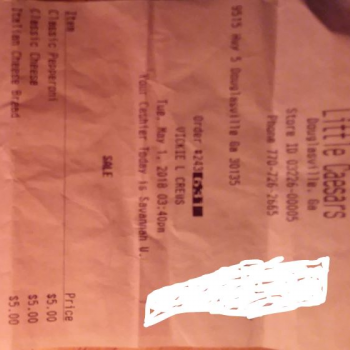 Little Caesars
Douglasville, Ga
Store ID 03226-00005
Phone 770-726-2665
9515 Hwy 5 Douglasville Ga 30135
Order #
VICKIE L CREWS
Tue, May 1, 2018 03:40pm
Your Cashier Today is Savannah W.
SALE
Item Price
Classic Pepperoni $5.00
Classic Cheese $5.00
Italian Cheese Bread $5.00